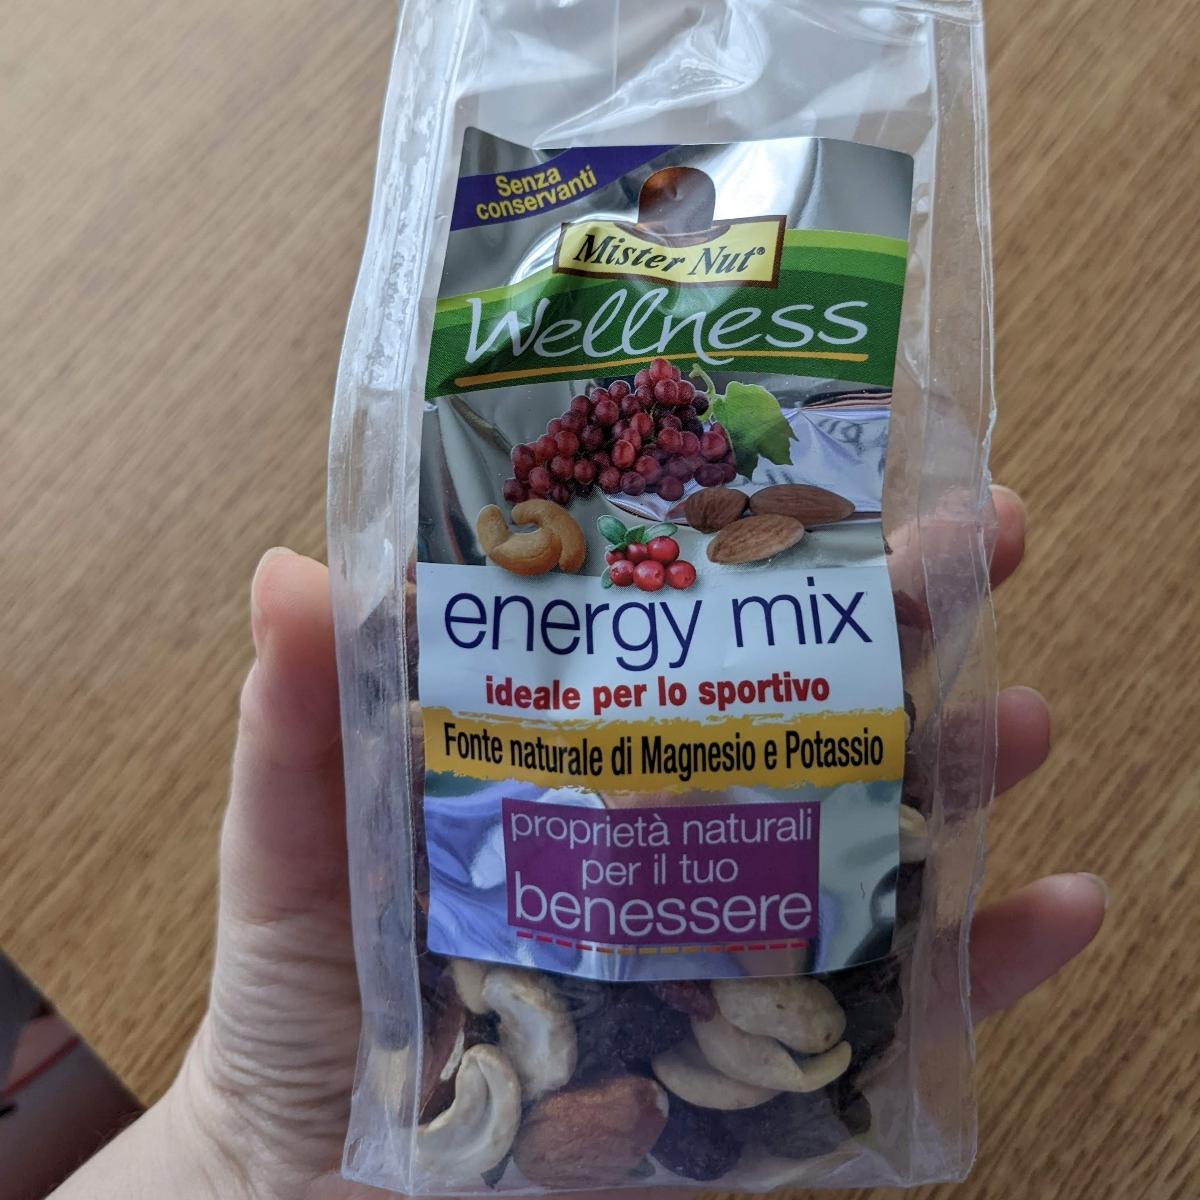 Senza
conservanti
Mister Nut®
Wellness
energy mix
ideale per lo sportivo
Fonte naturale di Magnesio e Potassio
proprietà naturali
per il tuo
benessere